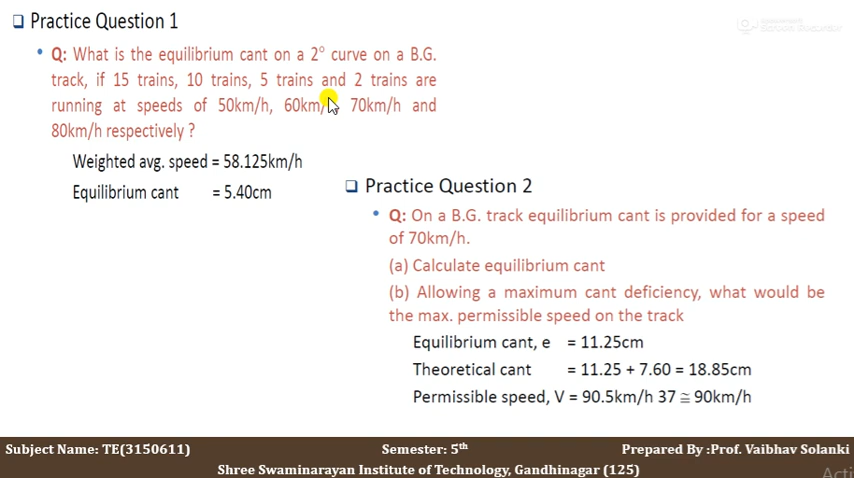 Practice Question 1
Q: What is the equilibrium cant on a 2° curve on a B.G.
track, if 15 trains, 10 trains, 5 trains and 2 trains are
running at speeds of 50km/h, 60km/ 70km/h and
80km/h respectively ?
Weighted avg. speed = 58.125km/h
Equilibrium cant = 5.40cm
Practice Question 2
Q: On a B.G. track equilibrium cant is provided for a speed
of 70km/h.
(a) Calculate equilibrium cant
(b) Allowing a maximum cant deficiency, what would be
the max. permissible speed on the track
Equilibrium cant, e = 11.25cm
Theoretical cant = 11.25 + 7.60 = 18.85cm
Permissible speed, V = 90.5km/h 37 ≅ 90km/h
Subject Name: TE(3150611) Semester: 5th Prepared By :Prof. Vaibhav Solanki
Shree Swaminarayan Institute of Technology, Gandhinagar (125)
Acti